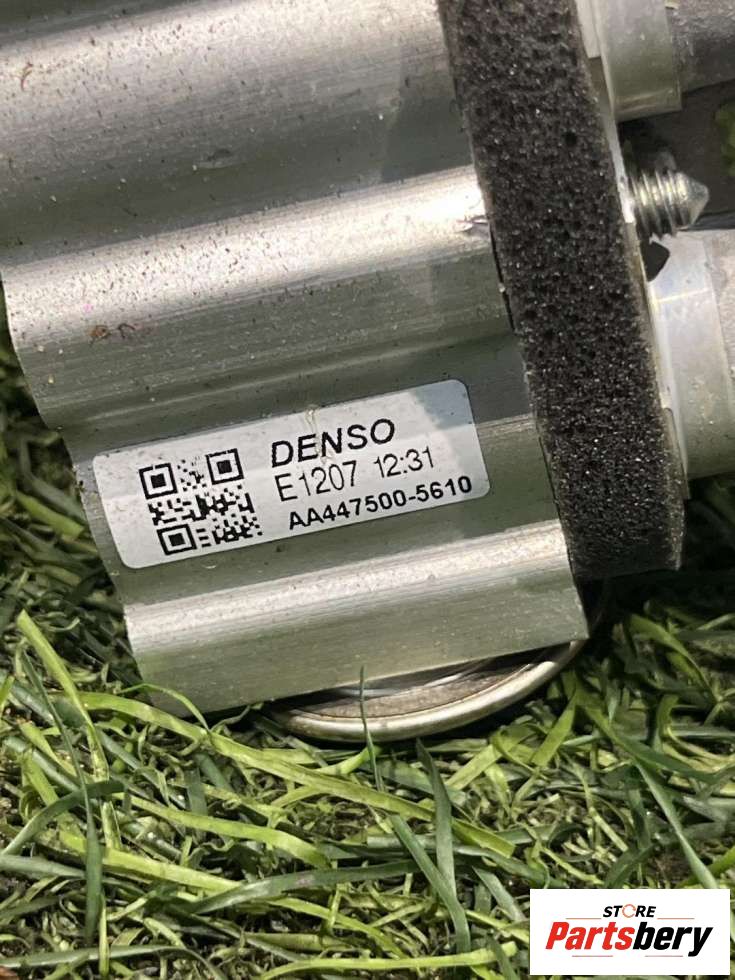 DENSO
E1207 12:31
AA447500-5610
STORE
Partsbery